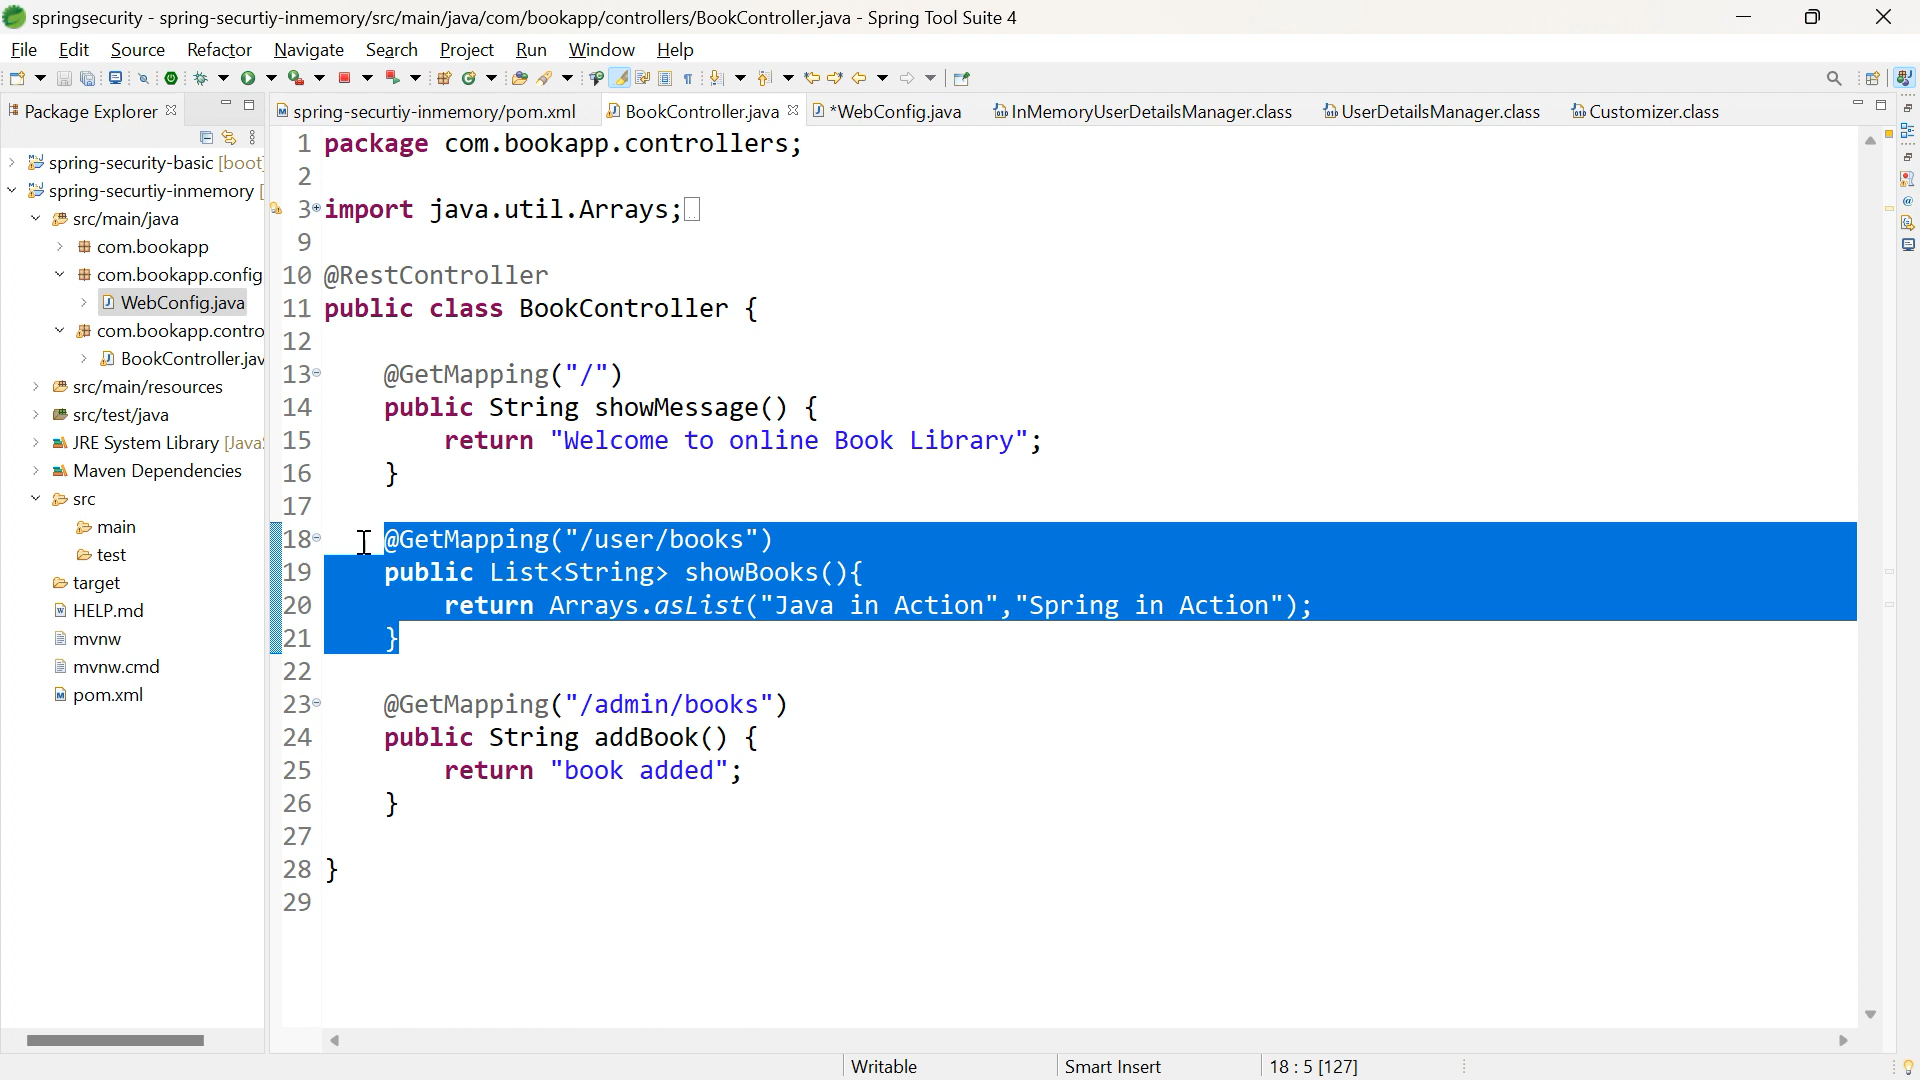 springsecurity - spring-securtiy-inmemory/src/main/java/com/bookapp/controllers/BookController.java - Spring Tool Suite 4
File Edit Source Refactor Navigate Search Project Run Window Help
Package Explorer
spring-securtiy-inmemory/pom.xml BookController.java *WebConfig.java InMemoryUserDetailsManager.class UserDetailsManager.class Customizer.class
spring-security-basic [boot]
spring-securtiy-inmemory [
src/main/java
com.bookapp
com.bookapp.config
WebConfig.java
com.bookapp.contro
BookController.jav
src/main/resources
src/test/java
JRE System Library [Java
Maven Dependencies
src
main
test
target
HELP.md
mvnw
mvnw.cmd
pom.xml
1 package com.bookapp.controllers;
2
3 import java.util.Arrays;
9
10 @RestController
11 public class BookController {
12
13 @GetMapping("/")
14 public String showMessage() {
15 return "Welcome to online Book Library";
16 }
17
18 @GetMapping("/user/books")
19 public List<String> showBooks(){
20 return Arrays.asList("Java in Action","Spring in Action");
21 }
22
23 @GetMapping("/admin/books")
24 public String addBook() {
25 return "book added";
26 }
27
28 }
29
Writable Smart Insert 18 : 5 [127]